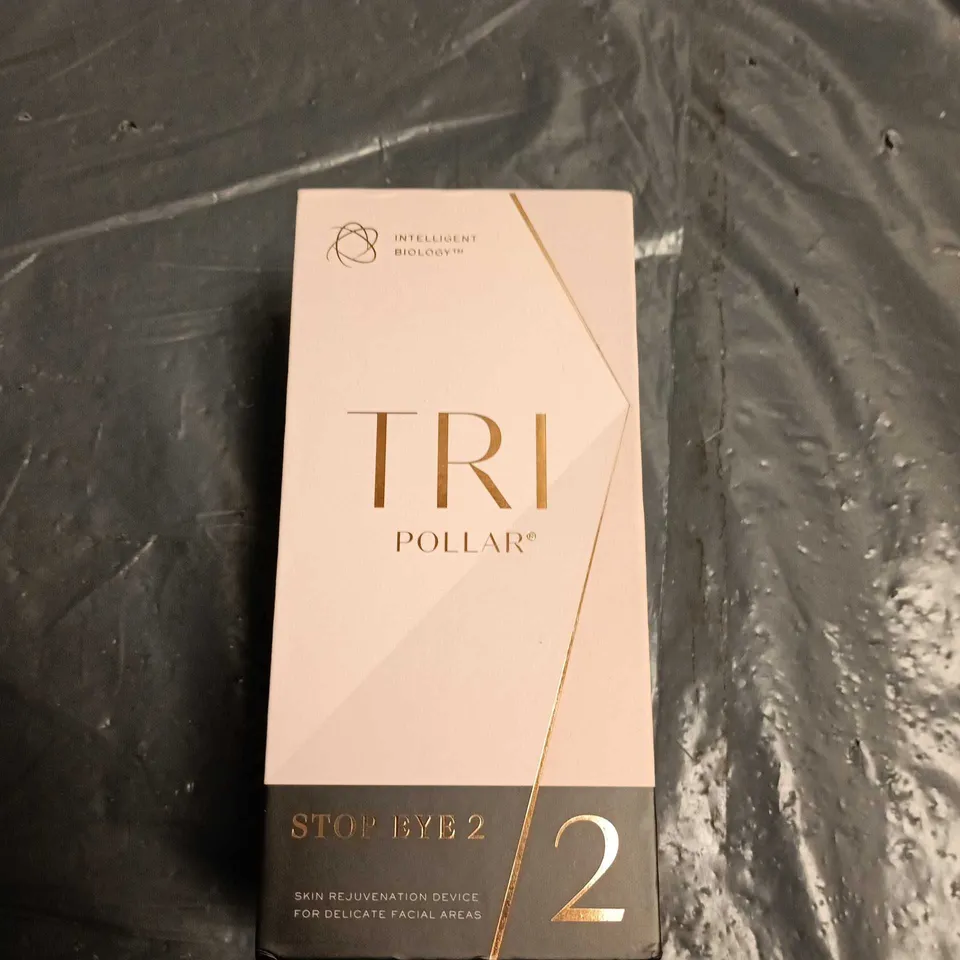 INTELLIGENT
BIOLOGY™
TRI
POLLAR®
STOP EYE 2
2
SKIN REJUVENATION DEVICE
FOR DELICATE FACIAL AREAS